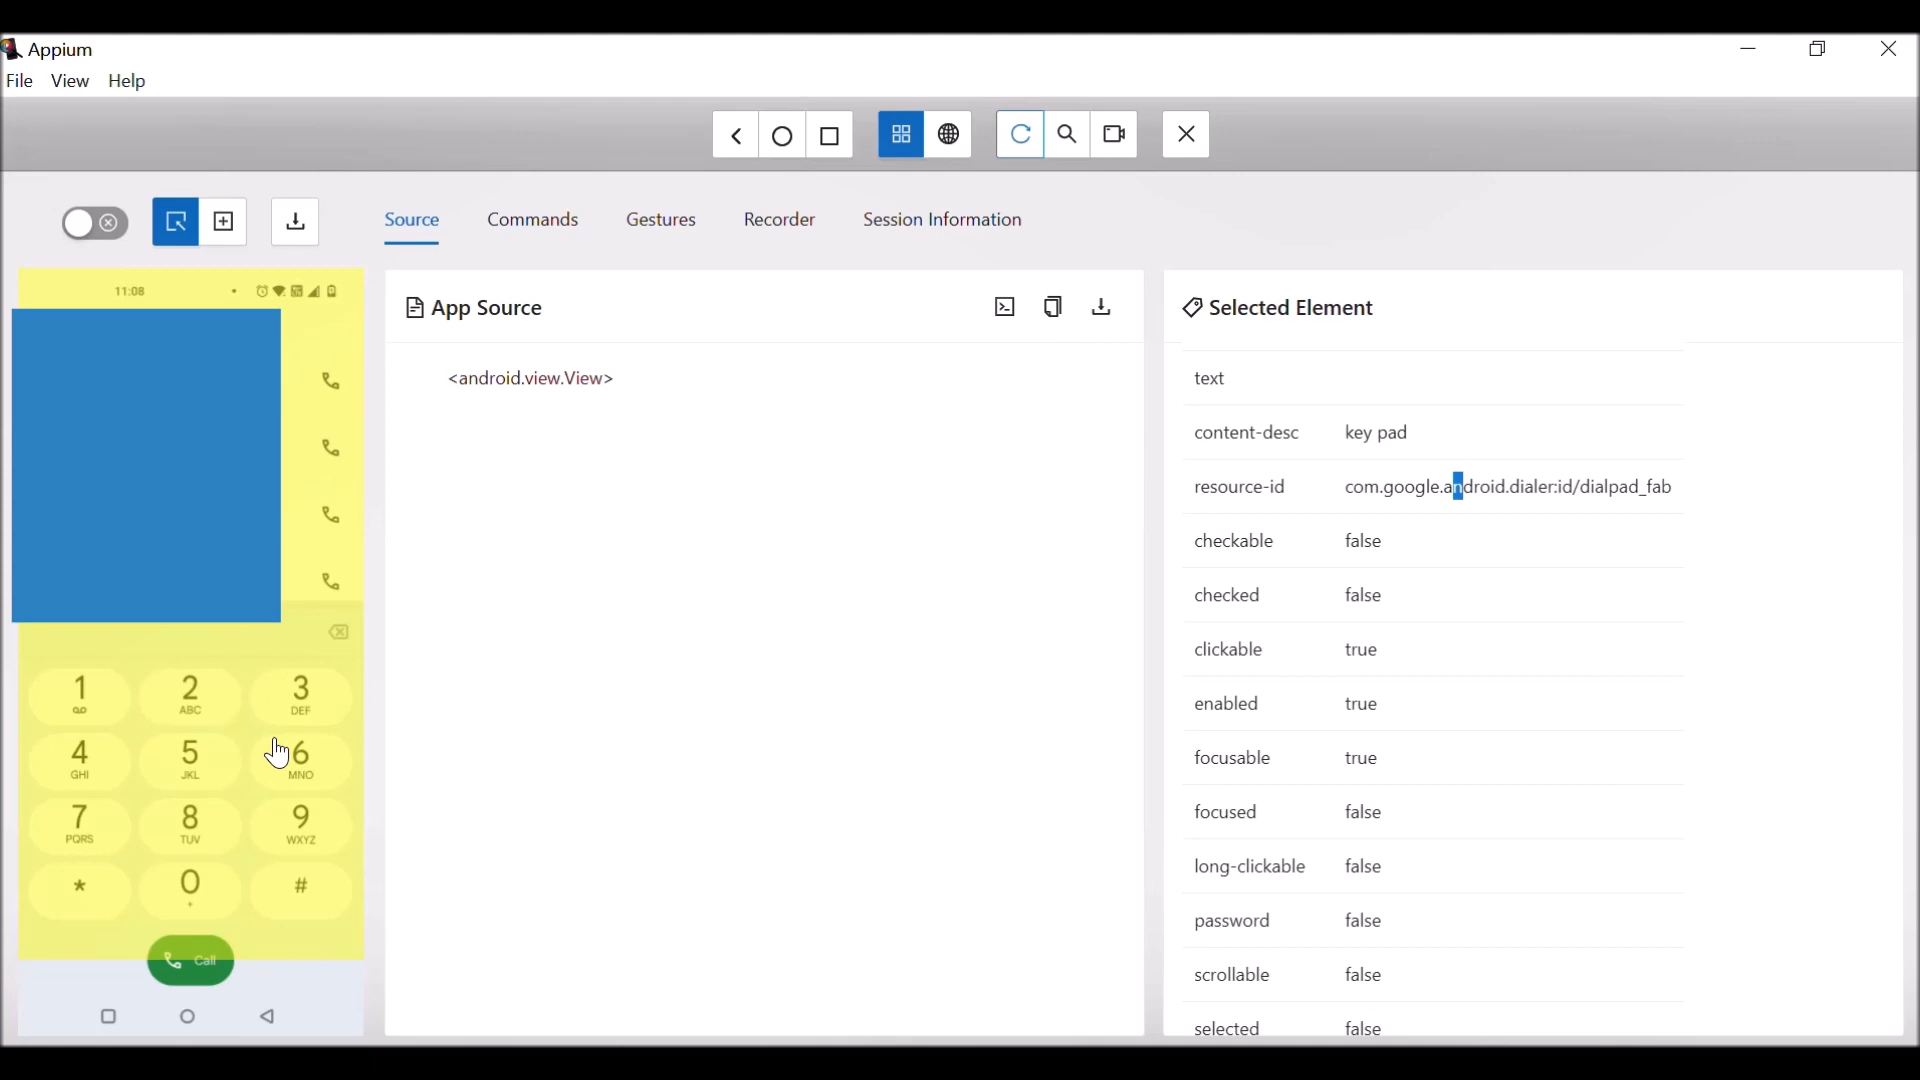 Appium
File View Help
Source Commands Gestures Recorder Session Information
11:08
App Source
<android.view.View>
Selected Element
text
content-desc key pad
resource-id com.google.android.dialer:id/dialpad_fab
checkable false
checked false
clickable true
enabled true
focusable true
focused false
long-clickable false
password false
scrollable false
selected false
1 2 3
ABC DEF
4 5 6
GHI JKL MNO
7 8 9
PQRS TUV WXYZ
* 0 #
+
Call